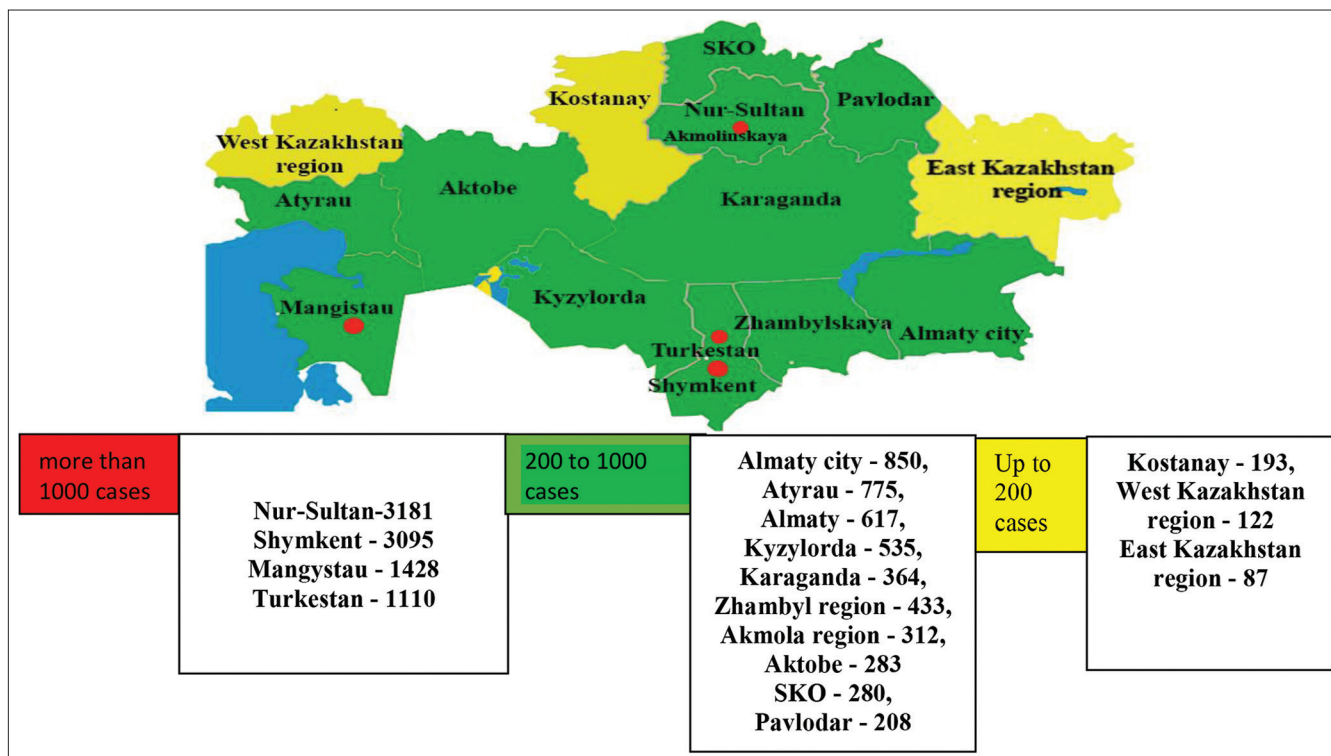 SKO
Kostanay
Pavlodar
Nur-Sultan
Akmolinskaya
West Kazakhstan
region
East Kazakhstan
region
Aktobe
Atyrau
Karaganda
Kyzylorda
Mangistau
Zhambylskaya
Almaty city
Turkestan
Shymkent
more than
1000 cases
Nur-Sultan-3181
Shymkent - 3095
Mangystau - 1428
Turkestan - 1110
200 to 1000
cases
Almaty city - 850,
Atyrau - 775,
Almaty - 617,
Kyzylorda - 535,
Karaganda - 364,
Zhambyl region - 433,
Akmola region - 312,
Aktobe - 283
SKO - 280,
Pavlodar - 208
Up to
200
cases
Kostanay - 193,
West Kazakhstan
region - 122
East Kazakhstan
region - 87